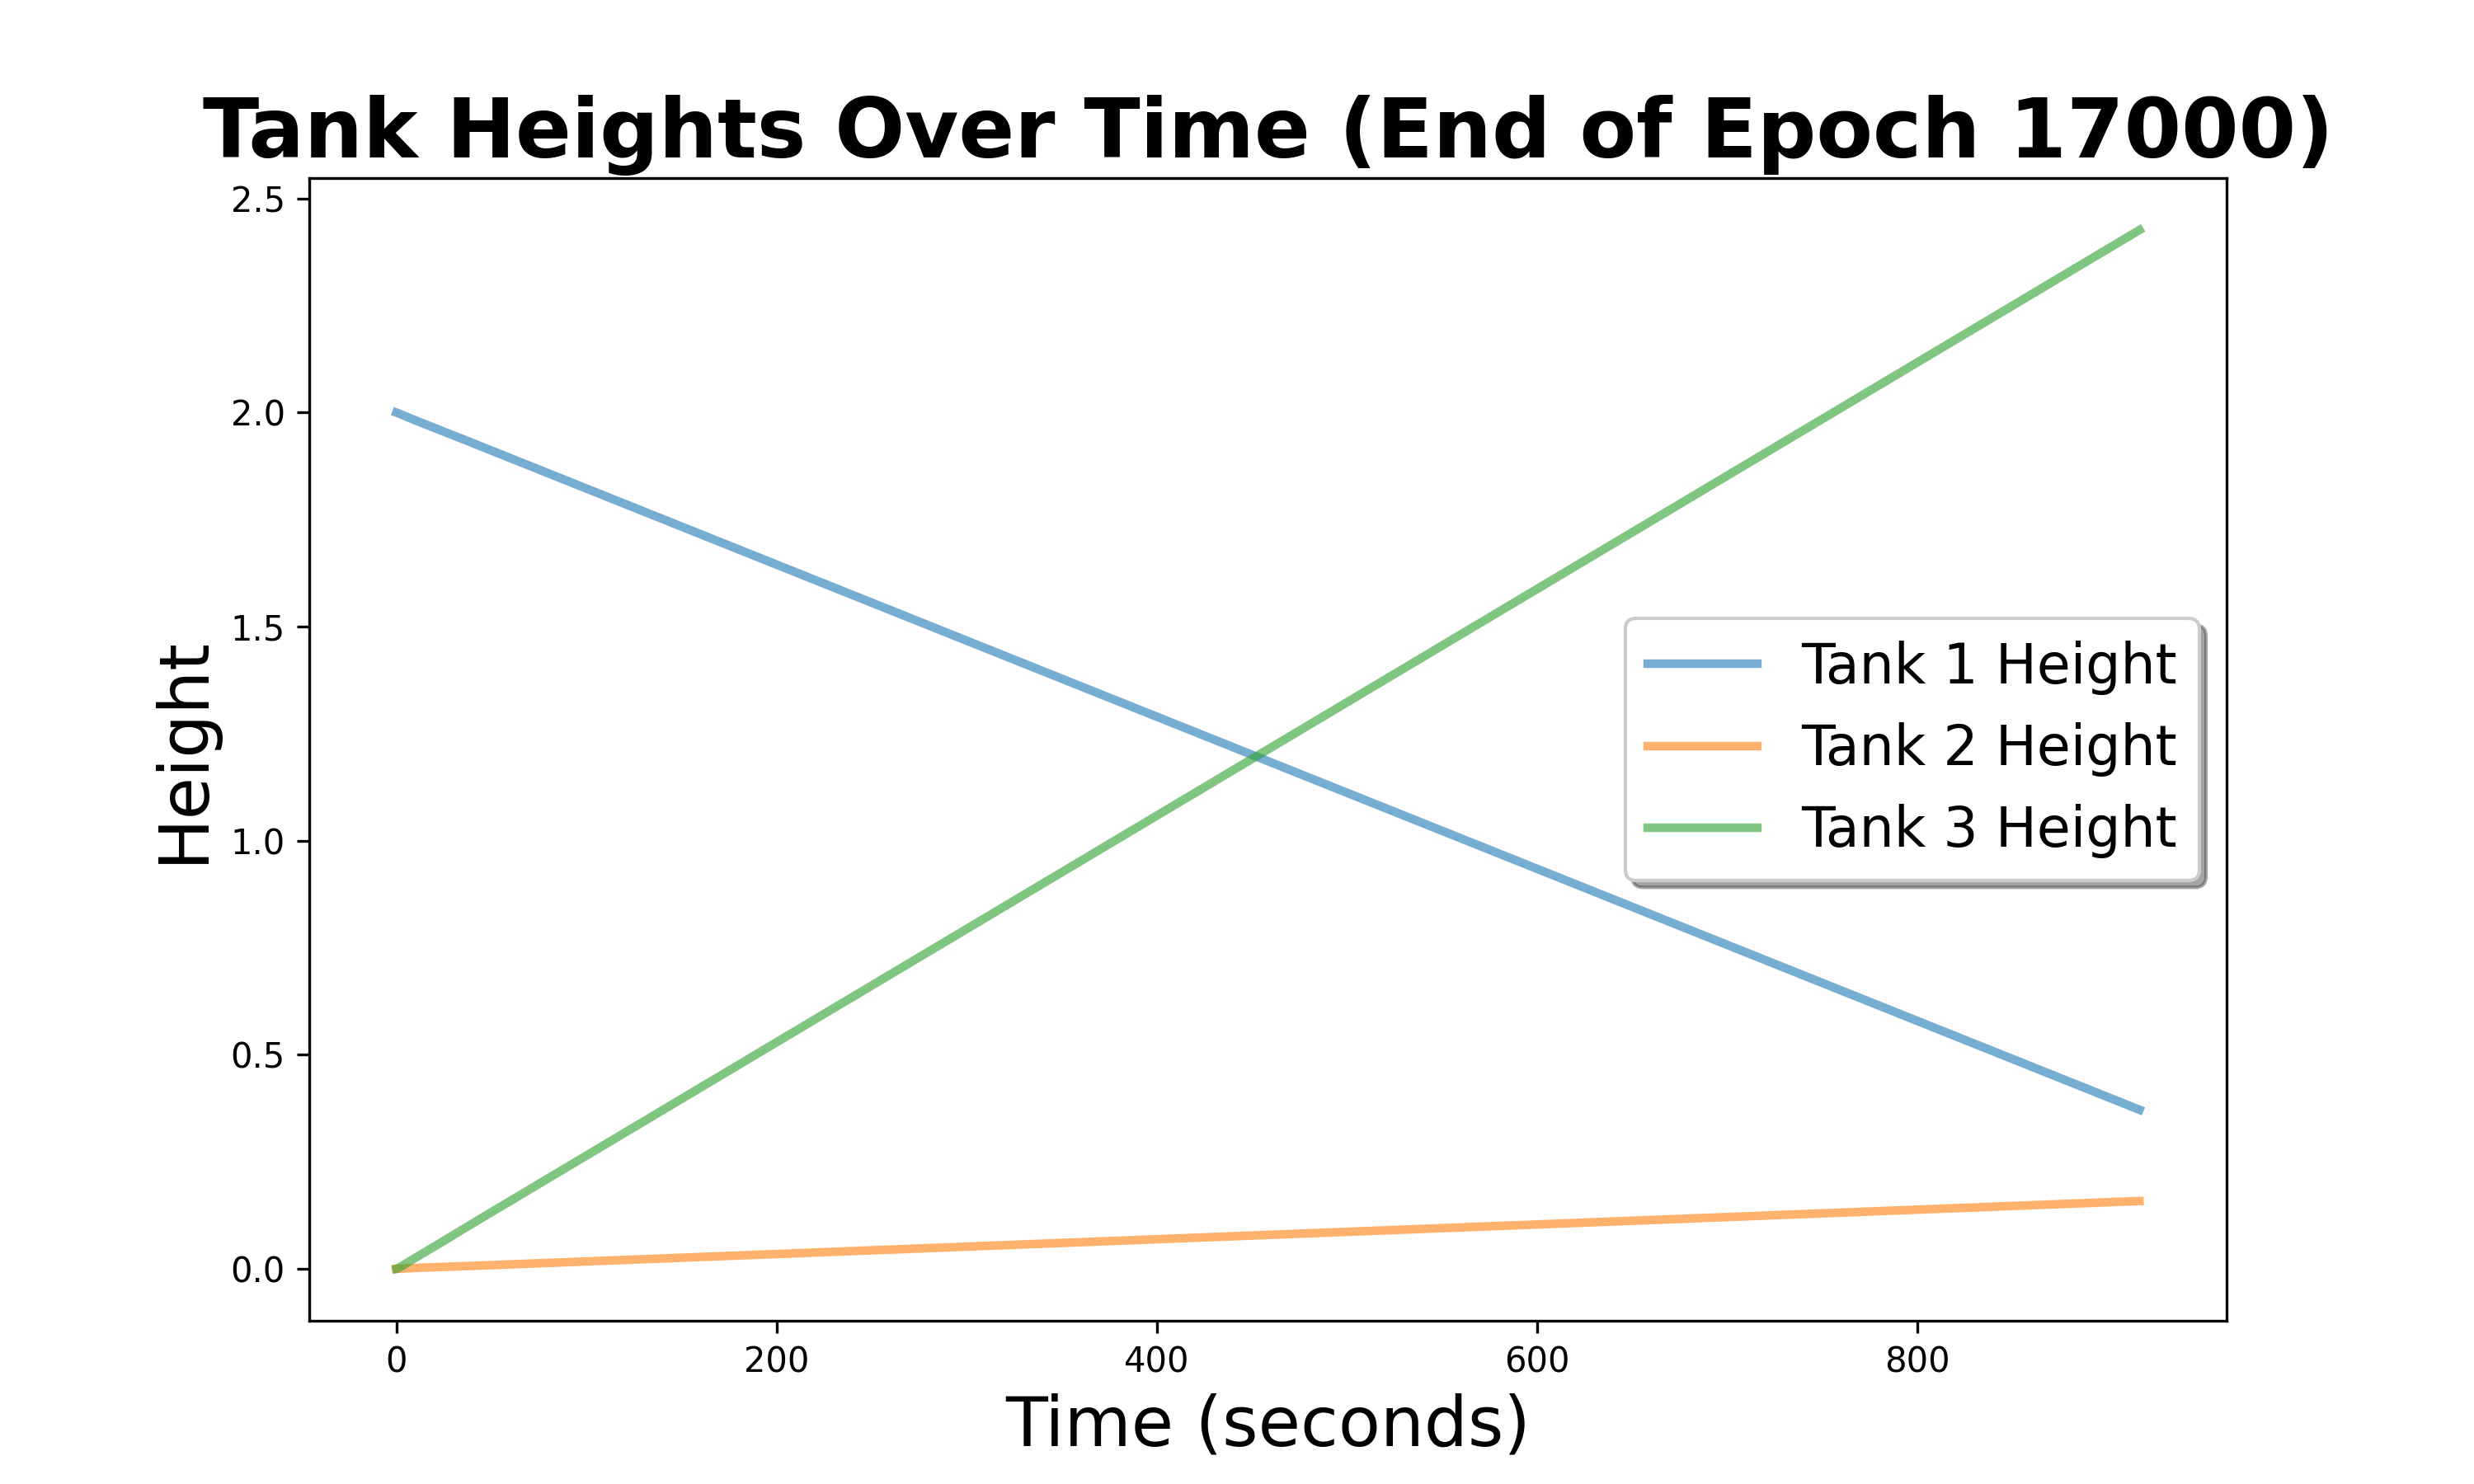 Tank Heights Over Time (End of Epoch 17000)
2.5
2.0
1.5
1.0
0.5
0.0
Height
Tank 1 Height
Tank 2 Height
Tank 3 Height
0 200 400 600 800
Time (seconds)